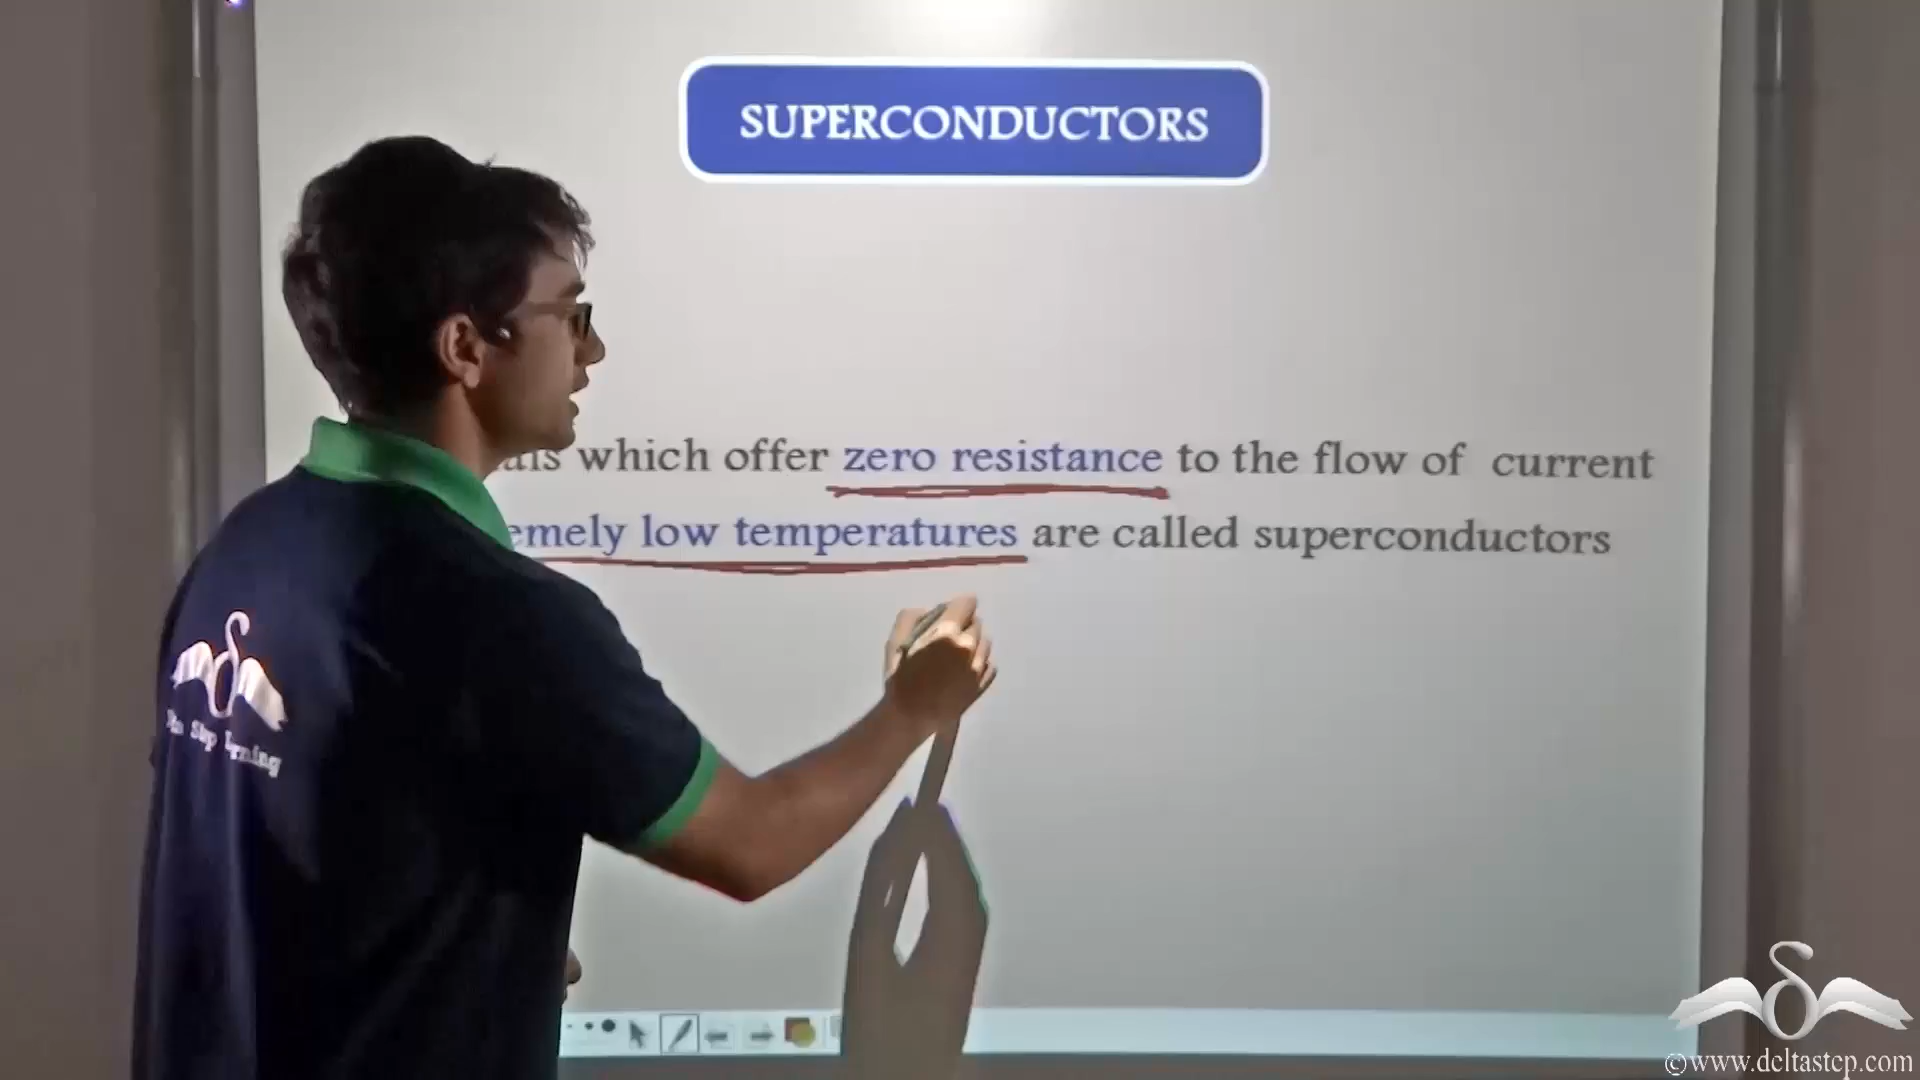 SUPERCONDUCTORS
which offer zero resistance to the flow of current
emely low temperatures are called superconductors
Step
©www.deltastep.com